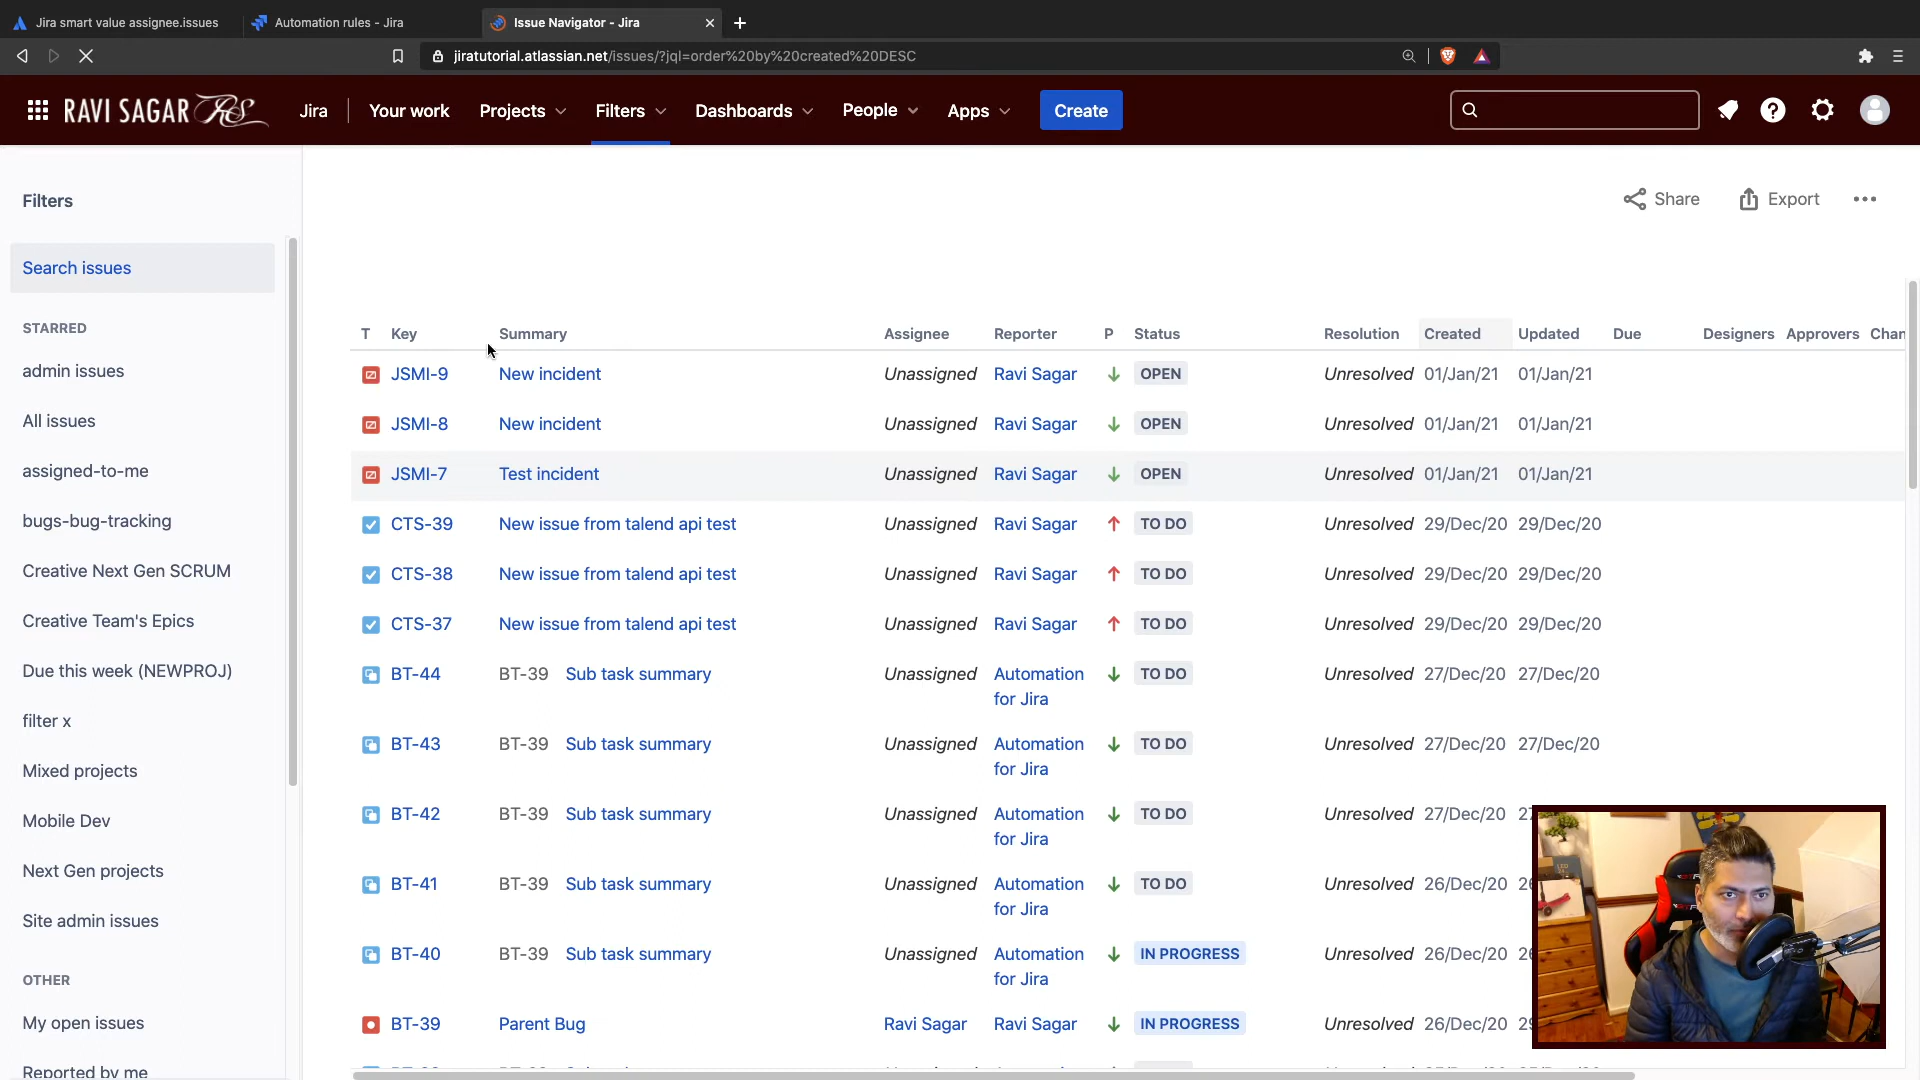 Jira smart value assignee.issues
Automation rules - Jira
Issue Navigator - Jira
jiratutorial.atlassian.net/issues/?jql=order%20by%20created%20DESC
RAVI SAGAR RS
Jira
Your work
Projects
Filters
Dashboards
People
Apps
Create
Filters
Search issues
STARRED
admin issues
All issues
assigned-to-me
bugs-bug-tracking
Creative Next Gen SCRUM
Creative Team's Epics
Due this week (NEWPROJ)
filter x
Mixed projects
Mobile Dev
Next Gen projects
Site admin issues
OTHER
My open issues
Reported by me
Share
Export
T Key Summary Assignee Reporter P Status Resolution Created Updated Due Designers Approvers Chan
JSMI-9 New incident Unassigned Ravi Sagar OPEN Unresolved 01/Jan/21 01/Jan/21
JSMI-8 New incident Unassigned Ravi Sagar OPEN Unresolved 01/Jan/21 01/Jan/21
JSMI-7 Test incident Unassigned Ravi Sagar OPEN Unresolved 01/Jan/21 01/Jan/21
CTS-39 New issue from talend api test Unassigned Ravi Sagar TO DO Unresolved 29/Dec/20 29/Dec/20
CTS-38 New issue from talend api test Unassigned Ravi Sagar TO DO Unresolved 29/Dec/20 29/Dec/20
CTS-37 New issue from talend api test Unassigned Ravi Sagar TO DO Unresolved 29/Dec/20 29/Dec/20
BT-44 BT-39 Sub task summary Unassigned Automation for Jira TO DO Unresolved 27/Dec/20 27/Dec/20
BT-43 BT-39 Sub task summary Unassigned Automation for Jira TO DO Unresolved 27/Dec/20 27/Dec/20
BT-42 BT-39 Sub task summary Unassigned Automation for Jira TO DO Unresolved 27/Dec/20 27
BT-41 BT-39 Sub task summary Unassigned Automation for Jira TO DO Unresolved 26/Dec/20 26
BT-40 BT-39 Sub task summary Unassigned Automation for Jira IN PROGRESS Unresolved 26/Dec/20 26
BT-39 Parent Bug Ravi Sagar Ravi Sagar IN PROGRESS Unresolved 26/Dec/20 29